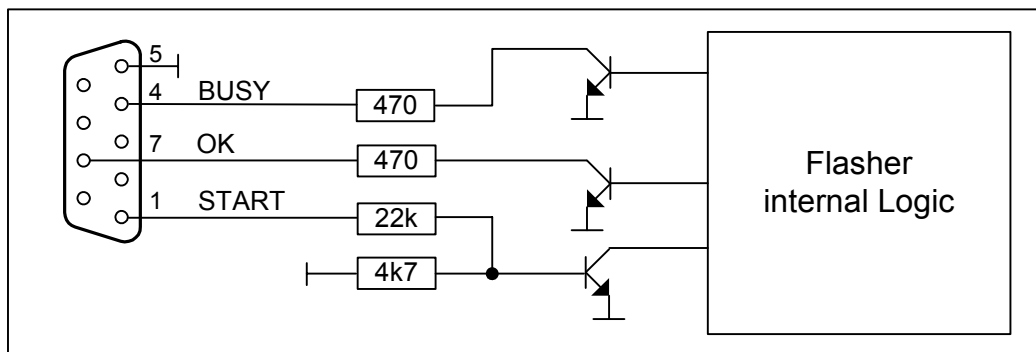 5
4 BUSY 470
7 OK 470
1 START 22k
4k7
Flasher
internal Logic